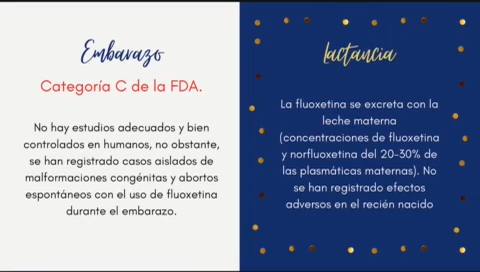 Embarazo
Categoría C de la FDA.
No hay estudios adecuados y bien
controlados en humanos, no obstante,
se han registrado casos aislados de
malformaciones congénitas y abortos
espontáneos con el uso de fluoxetina
durante el embarazo.
lactancia
La fluoxetina se excreta con la
leche materna
(concentraciones de fluoxetina
y norfluoxetina del 20-30% de
las plasmáticas maternas). No
se han registrado efectos
adversos en el recién nacido